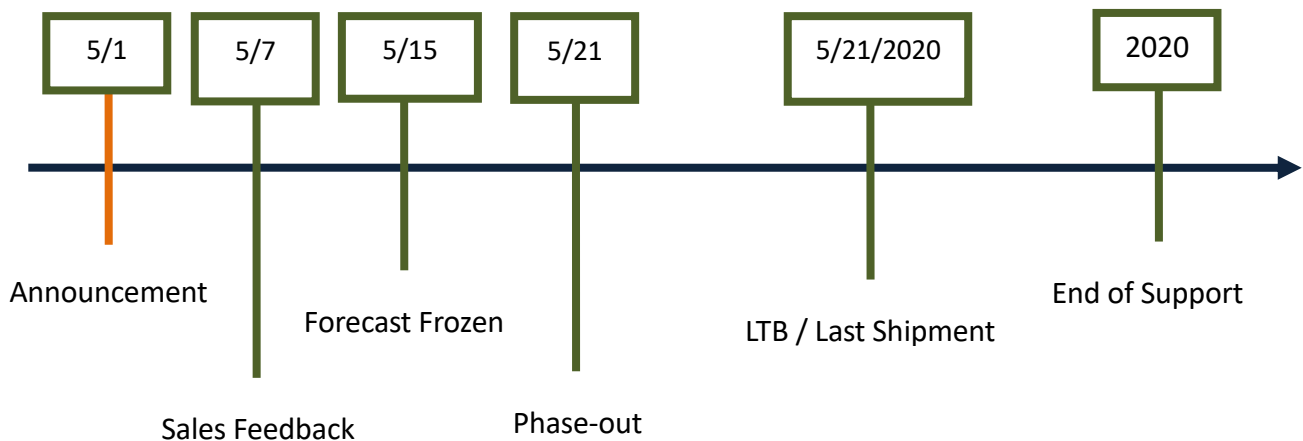 5/1
5/7
5/15
5/21
5/21/2020
2020
Announcement
Forecast Frozen
LTB / Last Shipment
End of Support
Sales Feedback
Phase-out